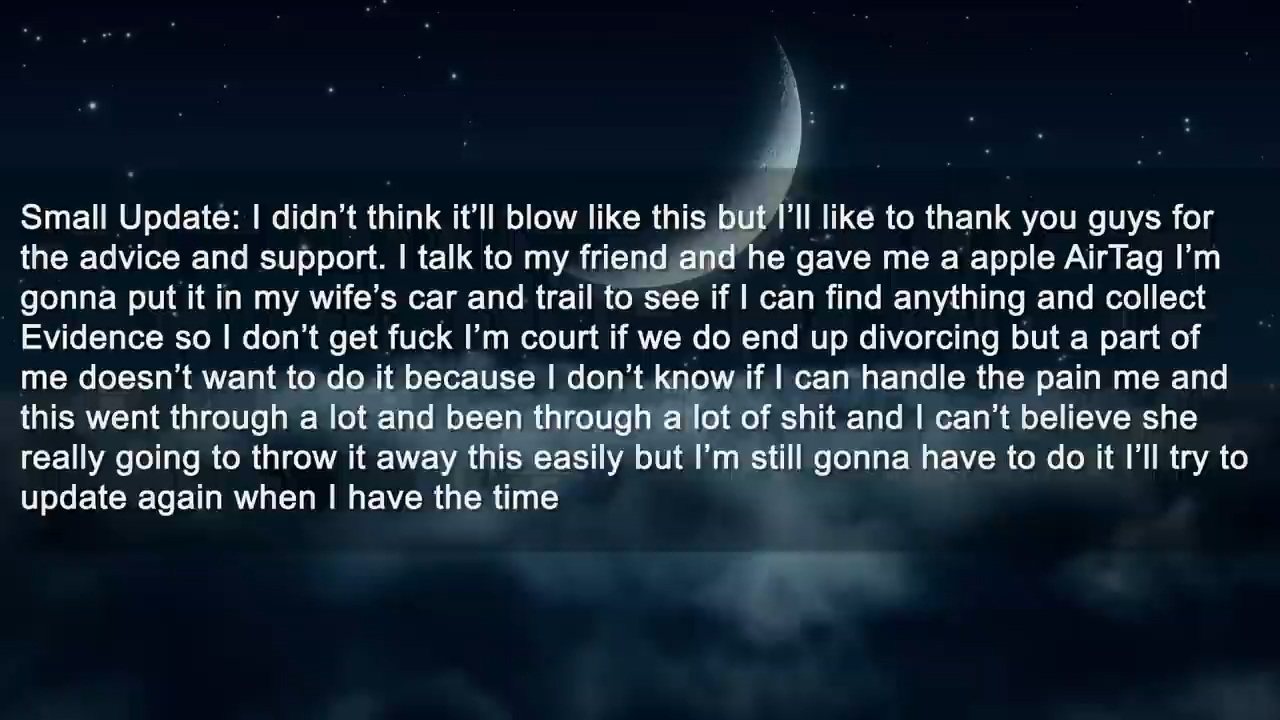 Small Update: I didn’t think it’ll blow like this but I’ll like to thank you guys for
the advice and support. I talk to my friend and he gave me a apple AirTag I’m
gonna put it in my wife’s car and trail to see if I can find anything and collect
Evidence so I don’t get fuck I’m court if we do end up divorcing but a part of
me doesn’t want to do it because I don’t know if I can handle the pain me and
this went through a lot and been through a lot of shit and I can’t believe she
really going to throw it away this easily but I’m still gonna have to do it I’ll try to
update again when I have the time